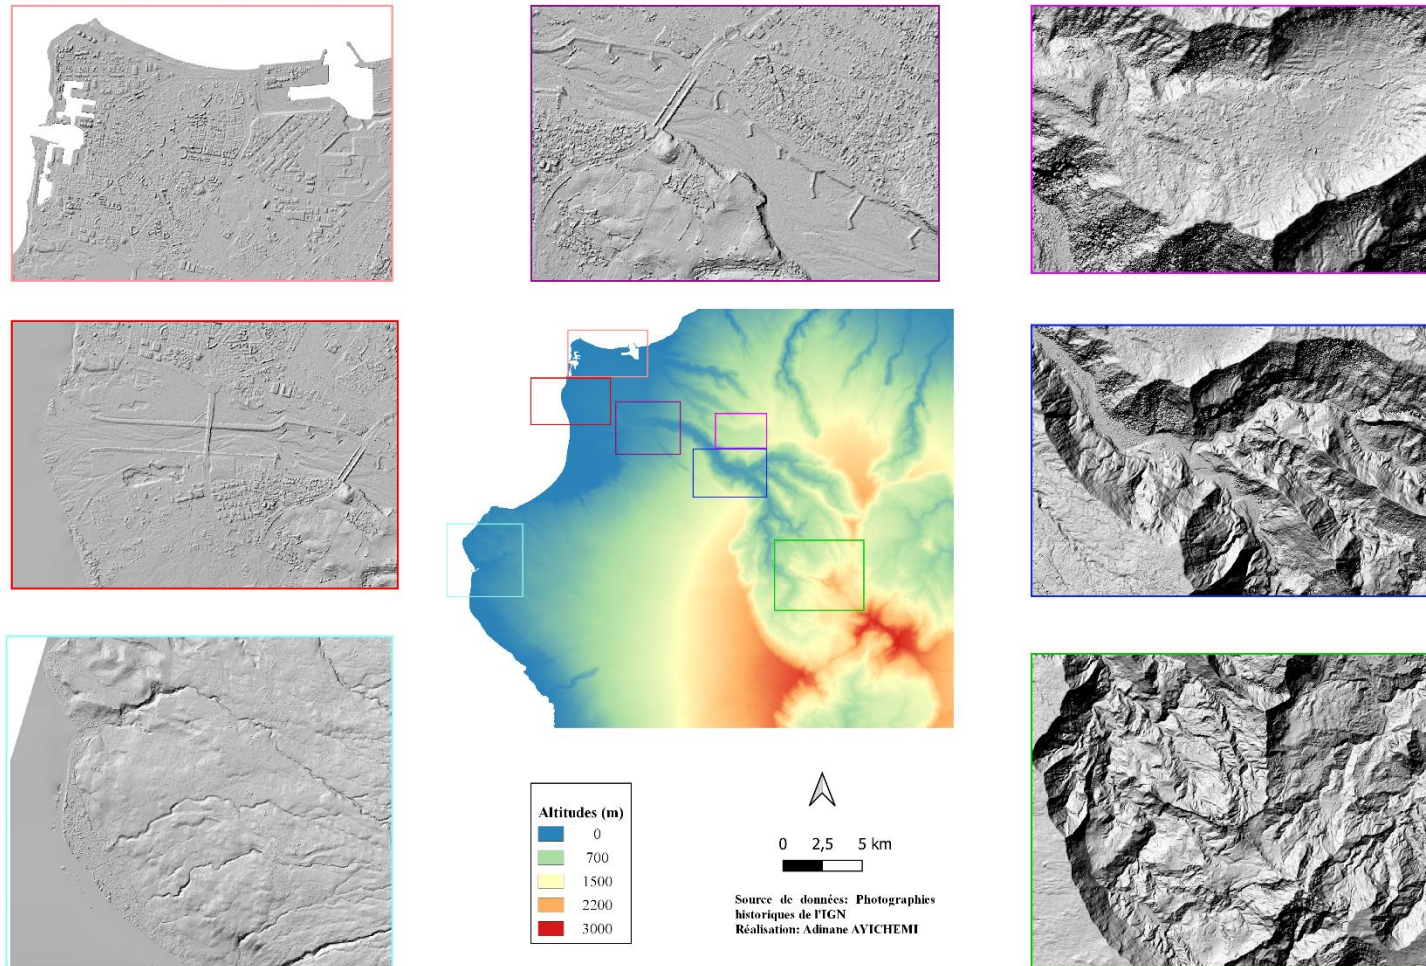 Altitudes (m)
0
700
1500
2200
3000
0 2,5 5 km
Source de données: Photographies
historiques de l'IGN
Réalisation: Adinane AYICHEMI